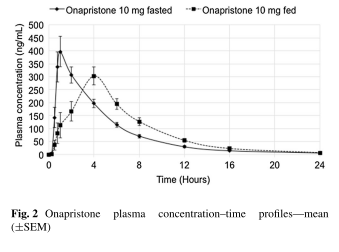 Onapristone 10 mg fasted Onapristone 10 mg fed
Plasma concentration (ng/mL)
500
450
400
350
300
250
200
150
100
50
0
0 4 8 12 16 20 24
Time (Hours)
Fig. 2 Onapristone plasma concentration–time profiles—mean
(±SEM)